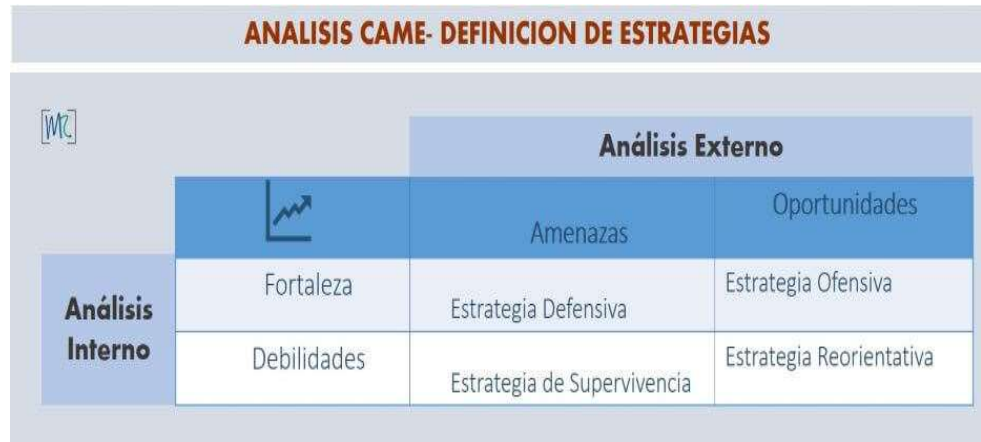 ANALISIS CAME- DEFINICION DE ESTRATEGIAS
[MR]
Análisis Externo
Amenazas
Oportunidades
Análisis
Interno
Fortaleza
Estrategia Defensiva
Estrategia Ofensiva
Debilidades
Estrategia de Supervivencia
Estrategia Reorientativa